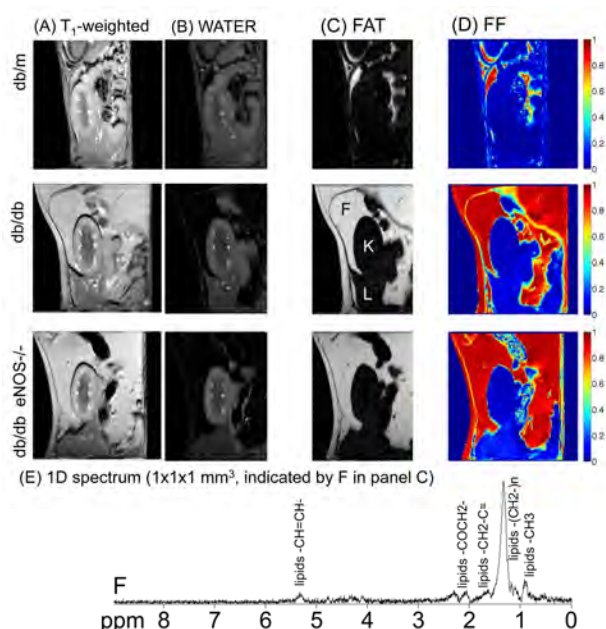 (A) T1-weighted (B) WATER (C) FAT (D) FF
db/m
1
0.8
0.6
0.4
0.2
0
db/db
F
K
L
1
0.8
0.6
0.4
0.2
0
db/db eNOS-/-
1
0.8
0.6
0.4
0.2
0
(E) 1D spectrum (1x1x1 mm³, indicated by F in panel C)
lipids -CH=CH-
lipids -COCH2-
lipids -CH2-C=
lipids -(CH2-)n
lipids -CH3
F
ppm 8 7 6 5 4 3 2 1 0